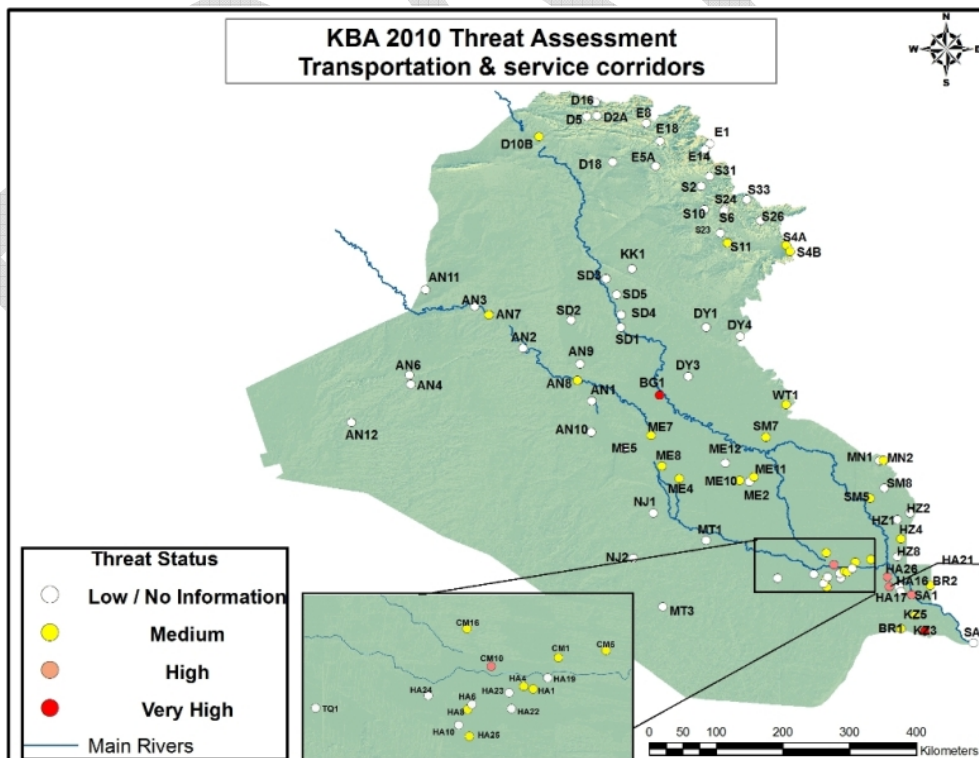 KBA 2010 Threat Assessment
Transportation & service corridors
N
W E
S
D16
D5 D2A E8
E18 E1
D10B
D18 E5A E14
S31
S2 S24 S33
S10 S6 S26
S23
S11 S4A
S4B
KK1
AN11 SD3
AN3 SD5
AN7 SD2 SD4 DY1 DY4
AN2 SD1
AN9
AN6 DY3
AN4 AN8 AN1 BG1
WT1
AN12 AN10 ME7 SM7
ME5 ME12 MN1 MN2
ME8 ME11
ME4 ME10 ME2 SM8
SM5
NJ1 HZ1 HZ2
MT1 HZ4
NJ2 HZ8
HA21
HA26
HA16 BR2
HA17 SA1
MT3 KZ5
BR1 KZ3 SA
Threat Status
Low / No Information
Medium
High
Very High
Main Rivers
CM16
CM1 CM5
CM10
HA4 HA19
HA24 HA23 HA1
HA6
TQ1 HA9 HA22
HA10
HA25
0 50 100 200 300 400
Kilometers